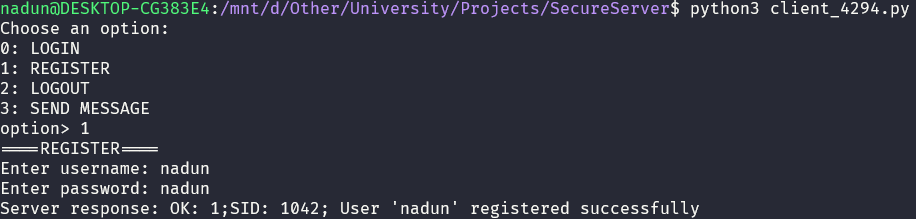 nadun@DESKTOP-CG383E4:/mnt/d/Other/University/Projects/SecureServer$ python3 client_4294.py
Choose an option:
0: LOGIN
1: REGISTER
2: LOGOUT
3: SEND MESSAGE
option> 1
====REGISTER====
Enter username: nadun
Enter password: nadun
Server response: OK: 1;SID: 1042; User 'nadun' registered successfully